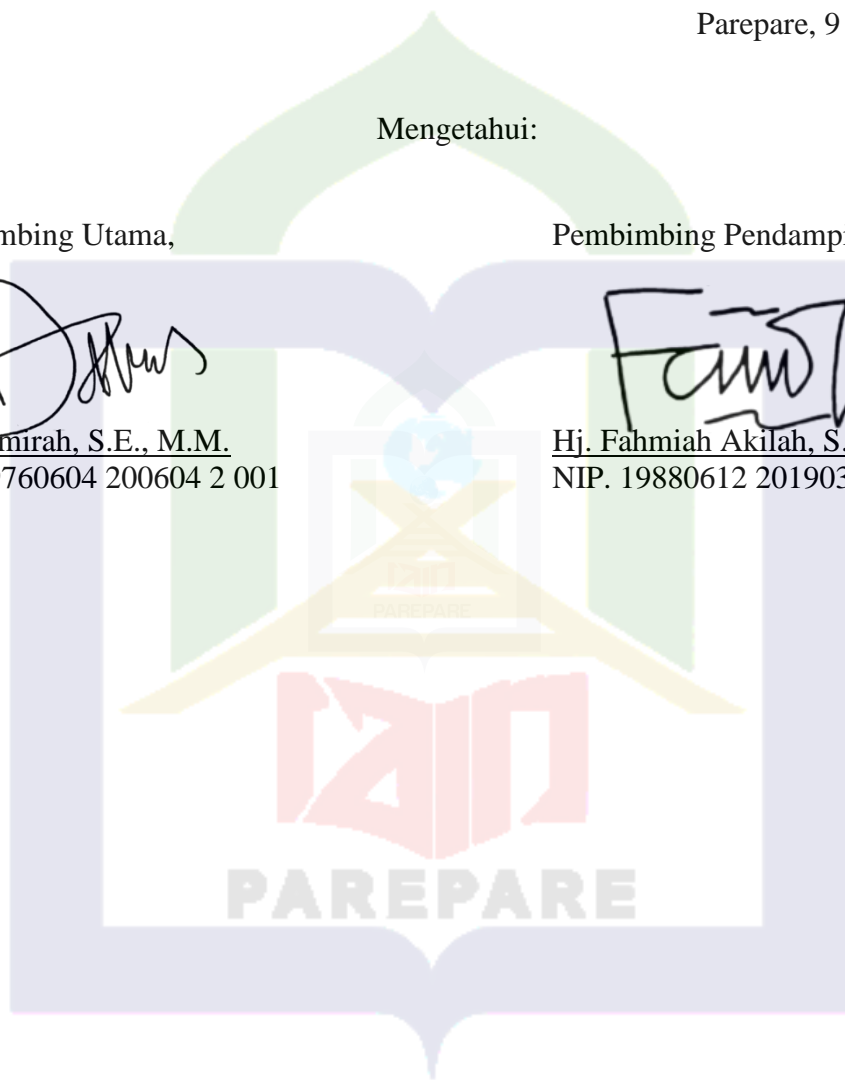 Parepare, 9
Mengetahui:
mbing Utama,
Pembimbing Pendampi
mirah, S.E., M.M.
760604 200604 2 001
Hj. Fahmiah Akilah, S.
NIP. 19880612 201903
PAREPARE
PAREPARE